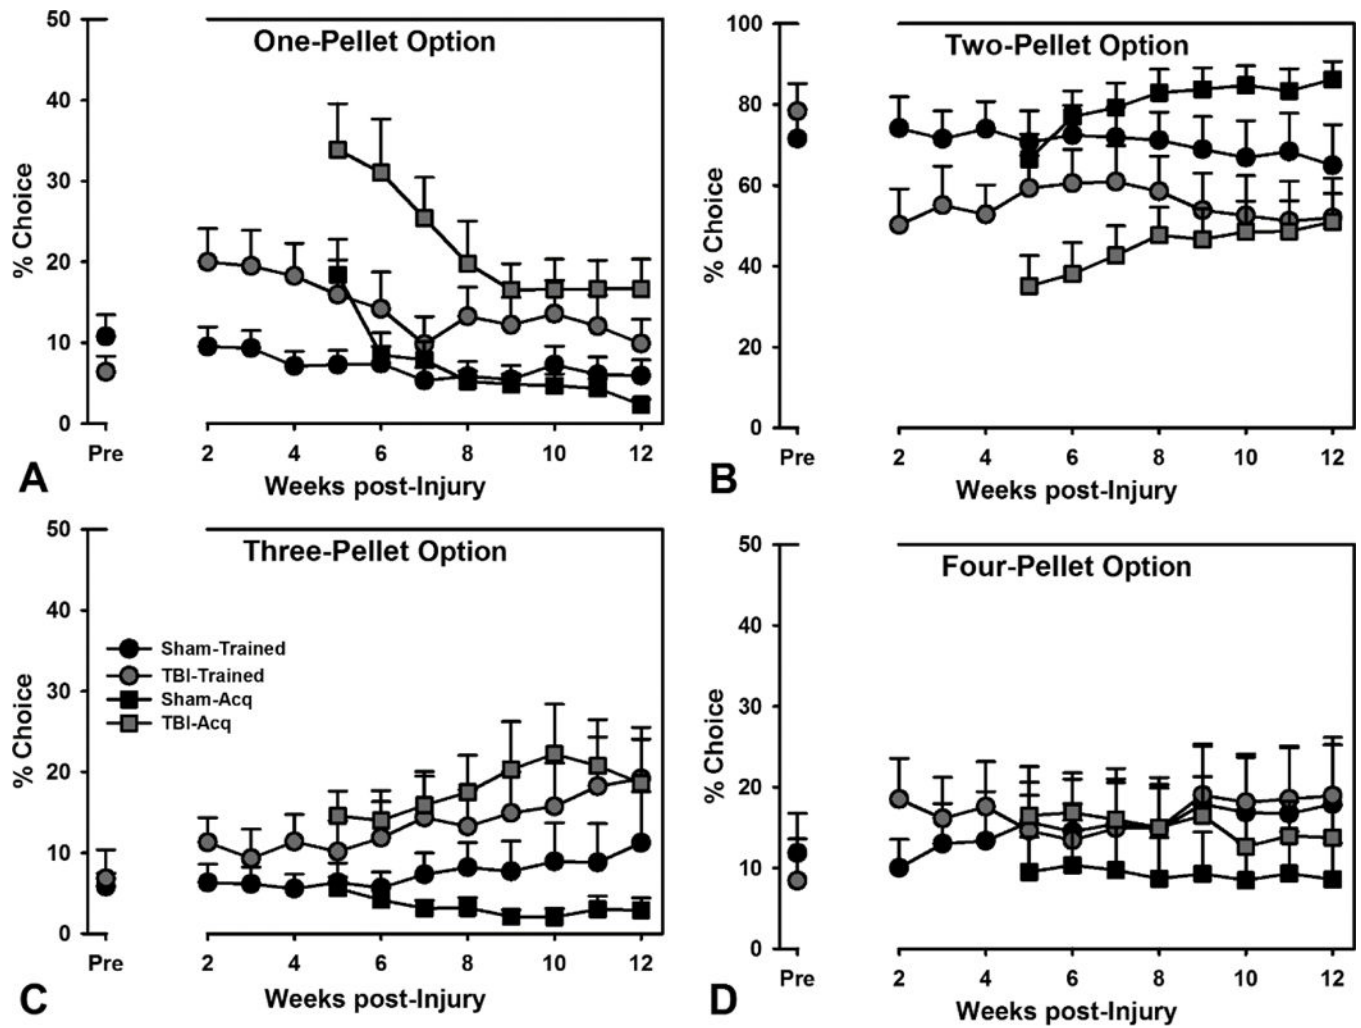 One-Pellet Option
50
40
30
20
10
0
% Choice
Pre
2 4 6 8 10 12
Weeks post-Injury
A
Two-Pellet Option
100
80
60
40
20
0
% Choice
Pre
2 4 6 8 10 12
Weeks post-Injury
B
Three-Pellet Option
50
40
30
20
10
0
% Choice
Sham-Trained
TBI-Trained
Sham-Acq
TBI-Acq
Pre
2 4 6 8 10 12
Weeks post-Injury
C
Four-Pellet Option
50
40
30
20
10
0
% Choice
Pre
2 4 6 8 10 12
Weeks post-Injury
D